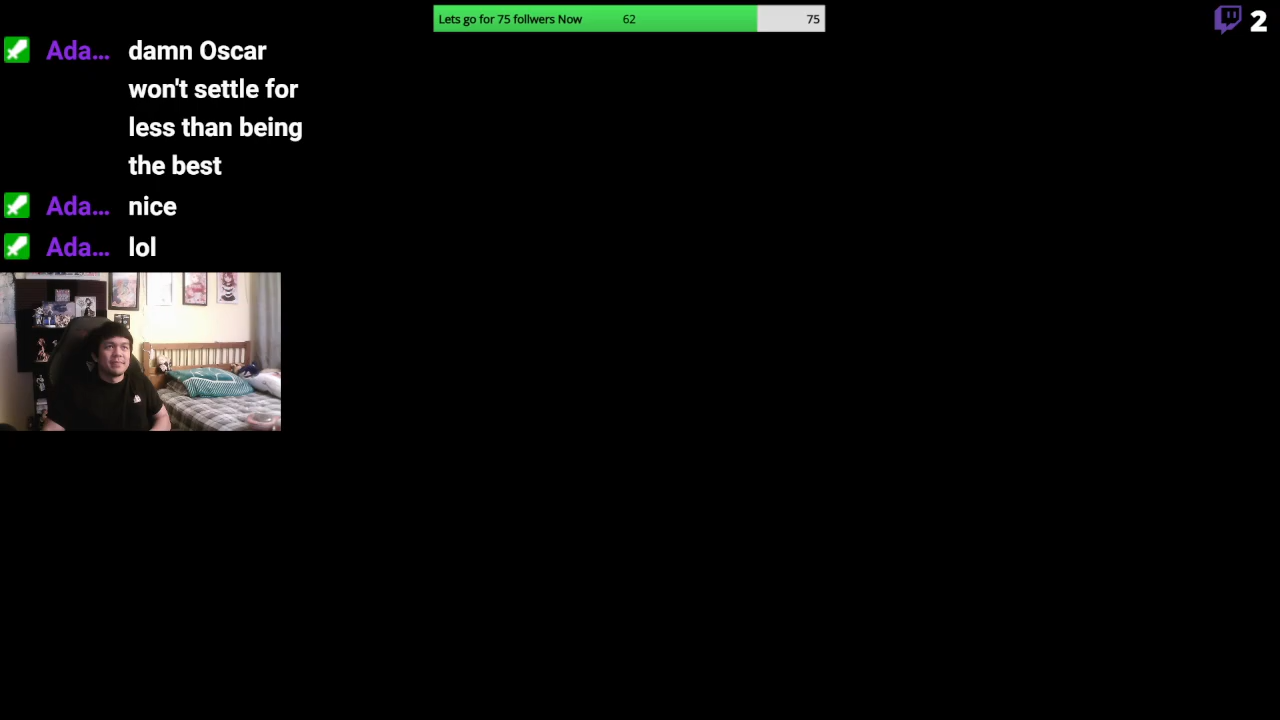 Lets go for 75 follwers Now 62 75
2
Ada... damn Oscar
won't settle for
less than being
the best
Ada... nice
Ada... lol